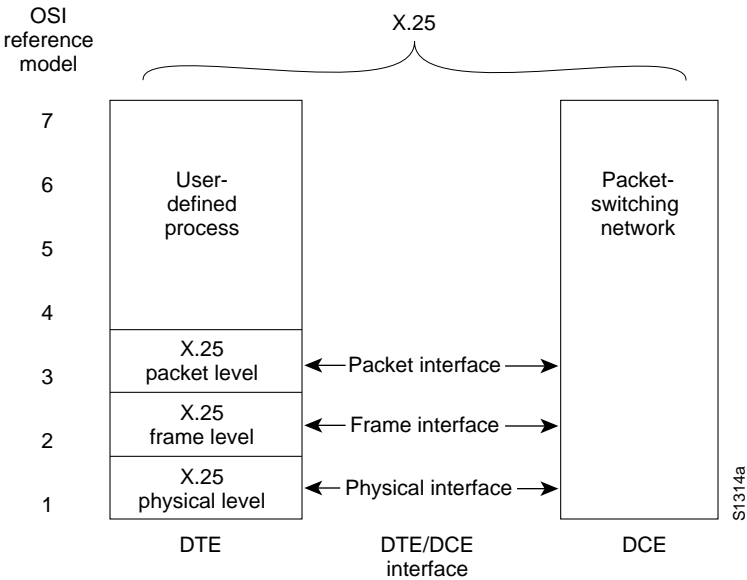 OSI
reference
model
X.25
7
6
5
4
3
2
1
User-
defined
process
X.25
packet level
X.25
frame level
X.25
physical level
Packet interface
Frame interface
Physical interface
Packet-
switching
network
DTE
DTE/DCE
interface
DCE
S1314a